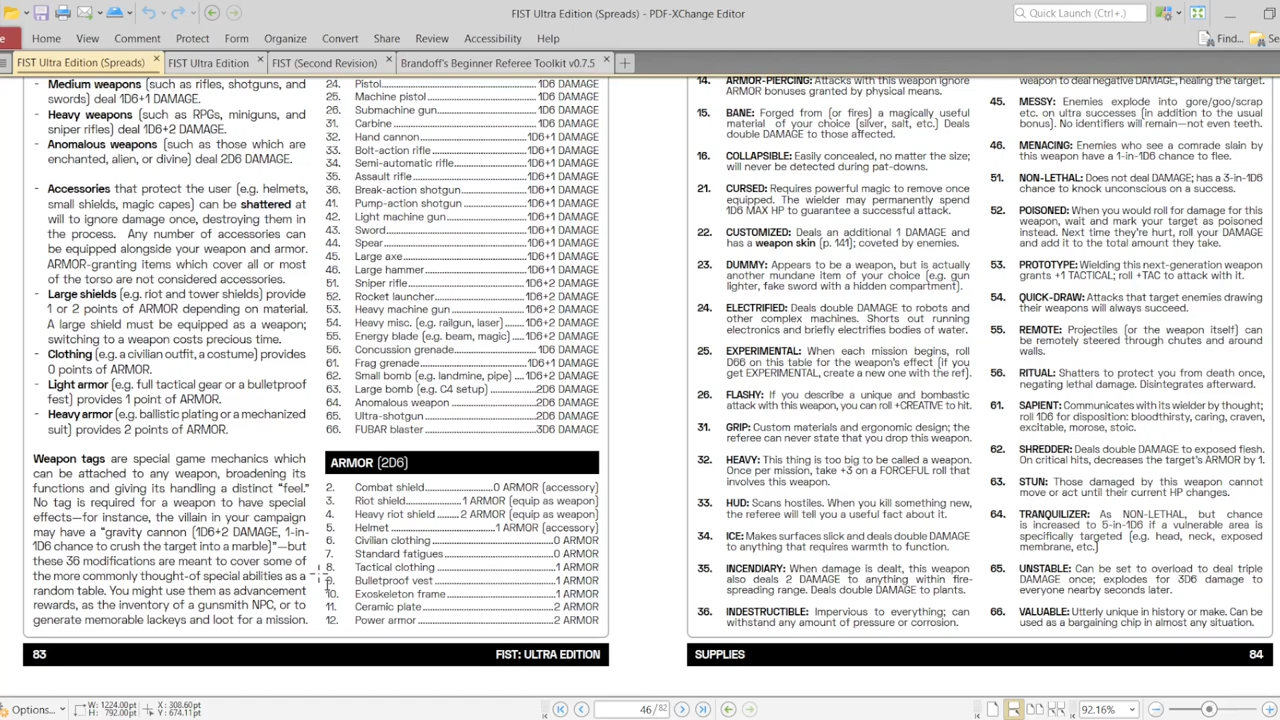 FIST Ultra Edition (Spreads) - PDF-XChange Editor
Quick Launch (Ctrl+.)
Home View Comment Protect Form Organize Convert Share Review Accessibility Help
Find...
FIST Ultra Edition (Spreads) FIST Ultra Edition FIST (Second Revision) Brandoff's Beginner Referee Toolkit v0.7.5
- Medium weapons (such as rifles, shotguns, and
swords) deal 1D6+1 DAMAGE.
- Heavy weapons (such as RPGs, miniguns, and
sniper rifles) deal 1D6+2 DAMAGE.
- Anomalous weapons (such as those which are
enchanted, alien, or divine) deal 2D6 DAMAGE.
- Accessories that protect the user (e.g. helmets,
small shields, magic capes) can be shattered at
will to ignore damage once, destroying them in
the process. Any number of accessories can
be equipped alongside your weapon and armor.
ARMOR-granting items which cover all or most
of the torso are not considered accessories.
- Large shields (e.g. riot and tower shields) provide
1 or 2 points of ARMOR depending on material.
A large shield must be equipped as a weapon;
switching to a weapon costs precious time.
- Clothing (e.g. a civilian outfit, a costume) provides
0 points of ARMOR.
- Light armor (e.g. full tactical gear or a bulletproof
fest) provides 1 point of ARMOR.
- Heavy armor (e.g. ballistic plating or a mechanized
suit) provides 2 points of ARMOR.
Weapon tags are special game mechanics which
can be attached to any weapon, broadening its
functions and giving its handling a distinct "feel."
No tag is required for a weapon to have special
effects—for instance, the villain in your campaign
may have a "gravity cannon (1D6+2 DAMAGE, 1-in-
1D6 chance to crush the target into a marble)"—but
these 36 modifications are meant to cover some of
the more commonly thought-of special abilities as a
random table. You might use them as advancement
rewards, as the inventory of a gunsmith NPC, or to
generate memorable lackeys and loot for a mission.
24. Pistol 1D6 DAMAGE
25. Machine pistol 1D6 DAMAGE
26. Submachine gun 1D6 DAMAGE
31. Carbine 1D6 DAMAGE
32. Hand cannon 1D6+1 DAMAGE
33. Bolt-action rifle 1D6+1 DAMAGE
34. Semi-automatic rifle 1D6+1 DAMAGE
35. Assault rifle 1D6+1 DAMAGE
36. Break-action shotgun 1D6+1 DAMAGE
41. Pump-action shotgun 1D6+1 DAMAGE
42. Light machine gun 1D6+1 DAMAGE
43. Sword 1D6+1 DAMAGE
44. Spear 1D6+1 DAMAGE
45. Large axe 1D6+1 DAMAGE
46. Large hammer 1D6+1 DAMAGE
51. Sniper rifle 1D6+2 DAMAGE
52. Rocket launcher 1D6+2 DAMAGE
53. Heavy machine gun 1D6+2 DAMAGE
54. Heavy misc. (e.g. railgun, laser) 1D6+2 DAMAGE
55. Energy blade (e.g. beam, magic) 1D6+2 DAMAGE
56. Concussion grenade 1D6 DAMAGE
61. Frag grenade 1D6+1 DAMAGE
62. Small bomb (e.g. landmine, pipe) 1D6+2 DAMAGE
63. Large bomb (e.g. C4 setup) 2D6 DAMAGE
64. Anomalous weapon 2D6 DAMAGE
65. Ultra-shotgun 2D6 DAMAGE
66. FUBAR blaster 3D6 DAMAGE
ARMOR (2D6)
2. Combat shield 0 ARMOR (accessory)
3. Riot shield 1 ARMOR (equip as weapon)
4. Heavy riot shield 2 ARMOR (equip as weapon)
5. Helmet 1 ARMOR (accessory)
6. Civilian clothing 0 ARMOR
7. Standard fatigues 0 ARMOR
8. Tactical clothing 1 ARMOR
9. Bulletproof vest 1 ARMOR
10. Exoskeleton frame 1 ARMOR
11. Ceramic plate 2 ARMOR
12. Power armor 2 ARMOR
83 FIST: ULTRA EDITION
14. ARMOR-PIERCING: Attacks with this weapon ignore
ARMOR bonuses granted by physical means.
15. BANE: Forged from (or fires) a magically useful
material of your choice (silver, salt, etc.) Deals
double DAMAGE to those affected.
16. COLLAPSIBLE: Easily concealed, no matter the size;
will never be detected during pat-downs.
21. CURSED: Requires powerful magic to remove once
equipped. The wielder may permanently spend
1D6 MAX HP to guarantee a successful attack.
22. CUSTOMIZED: Deals an additional 1 DAMAGE and
has a weapon skin (p. 141); coveted by enemies.
23. DUMMY: Appears to be a weapon, but is actually
another mundane item of your choice (e.g. gun
lighter, fake sword with a hidden compartment).
24. ELECTRIFIED: Deals double DAMAGE to robots and
other complex machines. Shorts out running
electronics and briefly electrifies bodies of water.
25. EXPERIMENTAL: When each mission begins, roll
D66 on this table for the weapon's effect (if you
get EXPERIMENTAL, create a new one with the ref).
26. FLASHY: If you describe a unique and bombastic
attack with this weapon, you can roll +CREATIVE to hit.
31. GRIP: Custom materials and ergonomic design; the
referee can never state that you drop this weapon.
32. HEAVY: This thing is too big to be called a weapon.
Once per mission, take +3 on a FORCEFUL roll that
involves this weapon.
33. HUD: Scans hostiles. When you kill something new,
the referee will tell you a useful fact about it.
34. ICE: Makes surfaces slick and deals double DAMAGE
to anything that requires warmth to function.
35. INCENDIARY: When damage is dealt, this weapon
also deals 2 DAMAGE to anything within fire-
spreading range. Deals double DAMAGE to plants.
36. INDESTRUCTIBLE: Impervious to everything; can
withstand any amount of pressure or corrosion.
weapon to deal negative DAMAGE, healing the target.
45. MESSY: Enemies explode into gore/goo/scrap
etc. on ultra successes (in addition to the usual
bonus). No identifiers will remain—not even teeth.
46. MENACING: Enemies who see a comrade slain by
this weapon have a 1-in-1D6 chance to flee.
51. NON-LETHAL: Does not deal DAMAGE; has a 3-in-1D6
chance to knock unconscious on a success.
52. POISONED: When you would roll for damage for this
weapon, wait and mark your target as poisoned
instead. Next time they're hurt, roll your DAMAGE
and add it to the total amount they take.
53. PROTOTYPE: Wielding this next-generation weapon
grants +1 TACTICAL; roll +TAC to attack with it.
54. QUICK-DRAW: Attacks that target enemies drawing
their weapons will always succeed.
55. REMOTE: Projectiles (or the weapon itself) can
be remotely steered through chutes and around
walls.
56. RITUAL: Shatters to protect you from death once,
negating lethal damage. Disintegrates afterward.
61. SAPIENT: Communicates with its wielder by thought;
roll 1D6 for disposition: bloodthirsty, caring, craven,
excitable, morose, stoic.
62. SHREDDER: Deals double DAMAGE to exposed flesh.
On critical hits, decreases the target's ARMOR by 1.
63. STUN: Those damaged by this weapon cannot
move or act until their current HP changes.
64. TRANQUILIZER: As NON-LETHAL, but chance
is increased to 5-in-1D6 if a vulnerable area is
specifically targeted (e.g. head, neck, exposed
membrane, etc.)
65. UNSTABLE: Can be set to overload to deal triple
DAMAGE once; explodes for 3D6 damage to
everyone nearby seconds later.
66. VALUABLE: Utterly unique in history or make. Can be
used as a bargaining chip in almost any situation.
SUPPLIES 84
Options... W: 1224.00pt H: 792.00pt X: 308.60pt Y: 674.11pt 46 / 82 92.16%